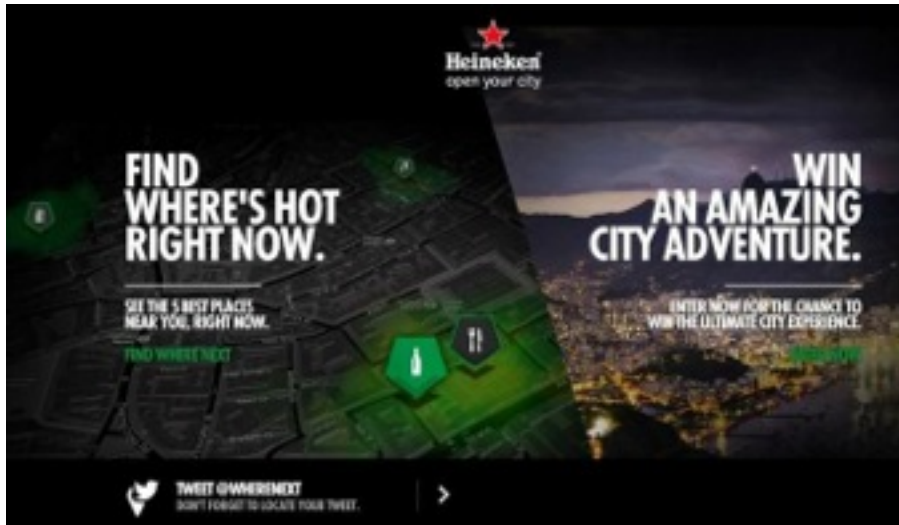 Heineken
open your city
FIND
WHERE'S HOT
RIGHT NOW.
SEE THE 5 BEST PLACES
NEAR YOU, RIGHT NOW.
FIND WHERE NEXT
WIN
AN AMAZING
CITY ADVENTURE.
ENTER NOW FOR THE CHANCE TO
WIN THE ULTIMATE CITY EXPERIENCE.
TWEET @WHERENEXT
DON'T FORGET TO LOCATE YOUR TWEET.